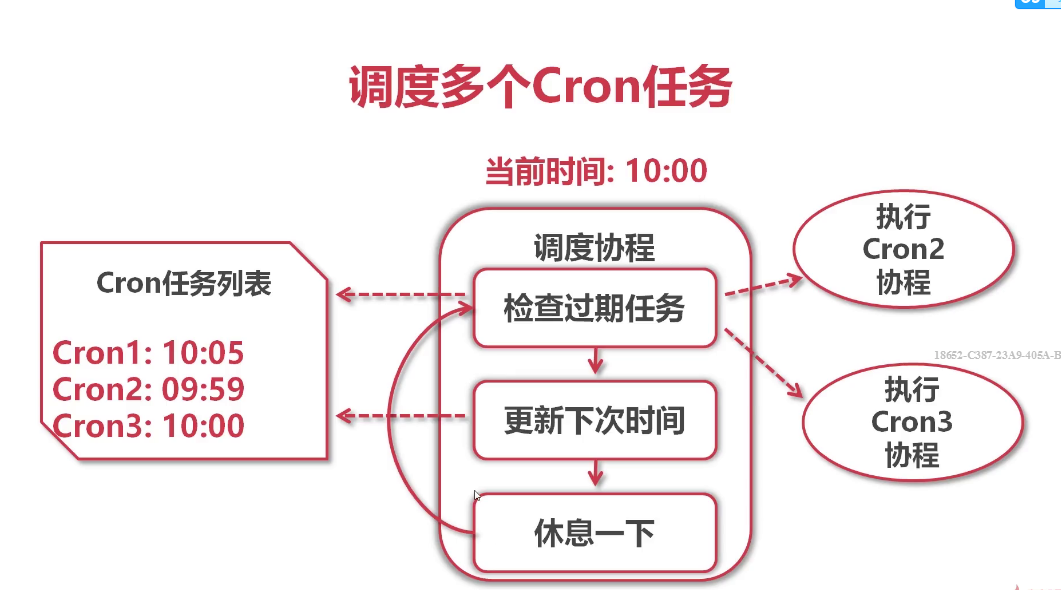 调度多个Cron任务
当前时间: 10:00
Cron任务列表
Cron1: 10:05
Cron2: 09:59
Cron3: 10:00
调度协程
检查过期任务
更新下次时间
休息一下
执行
Cron2
协程
18652-C387-23A9-405A-B
执行
Cron3
协程